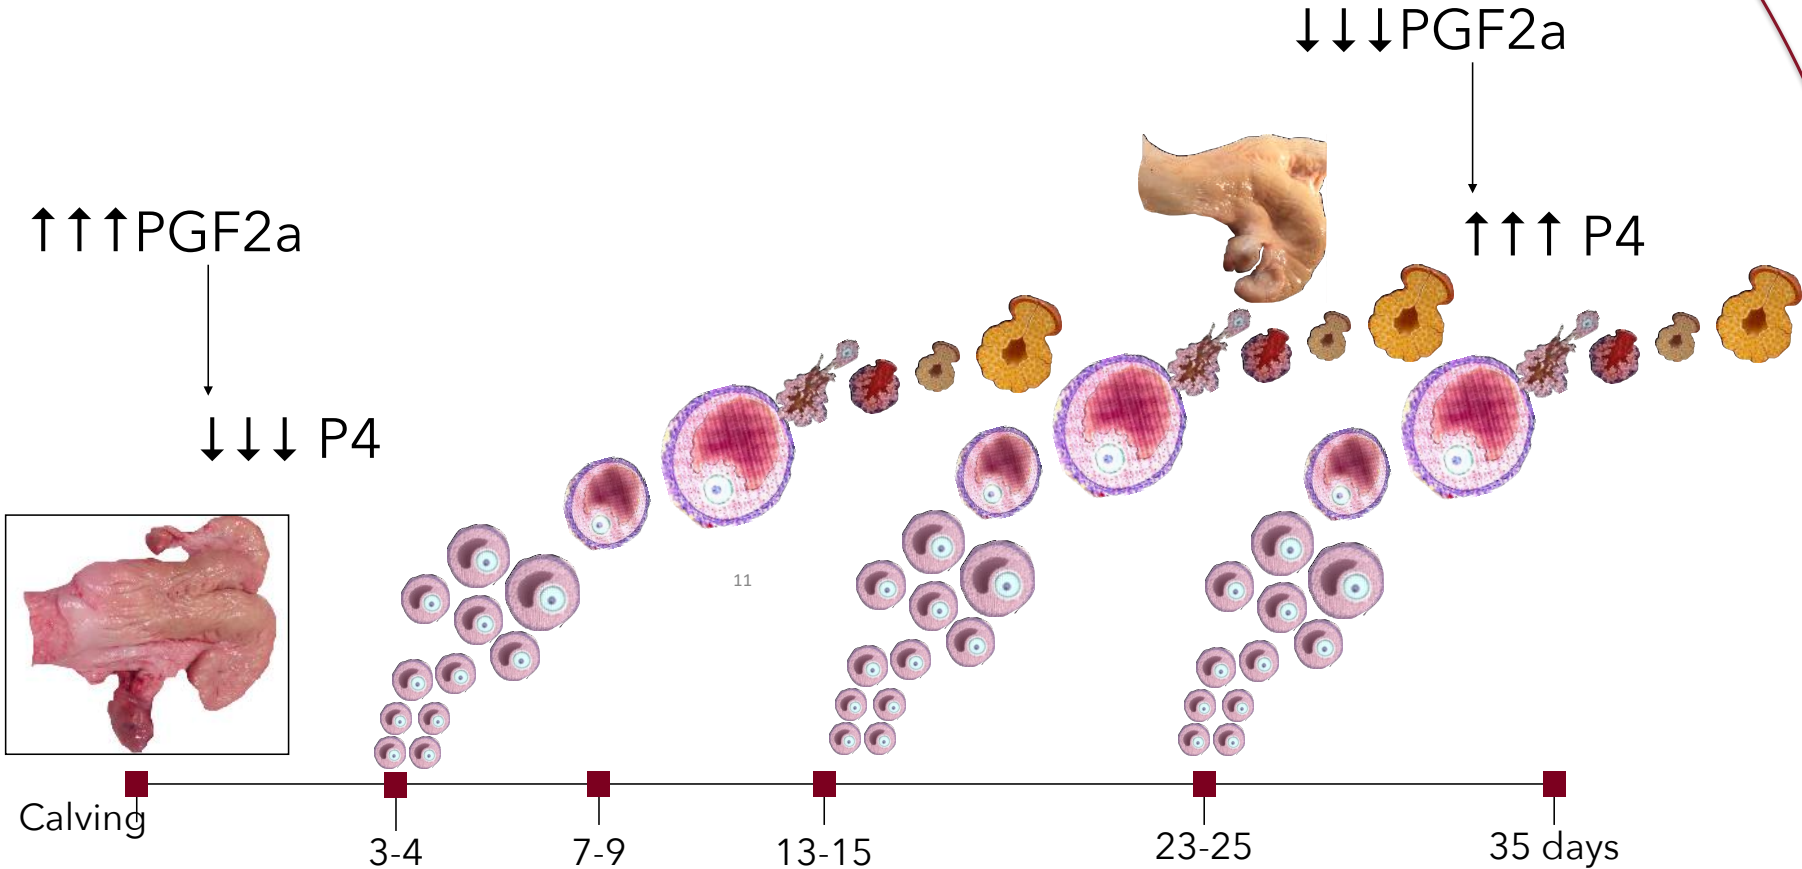 ↓↓↓PGF2a
↑↑↑PGF2a
↑↑↑ P4
↓↓↓ P4
11
Calving
3-4
7-9
13-15
23-25
35 days